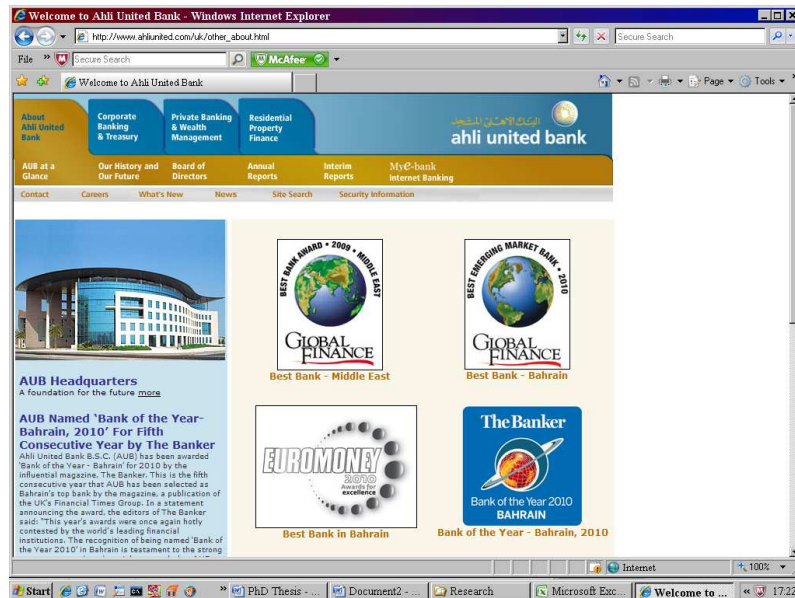 Welcome to Ahli United Bank - Windows Internet Explorer
http://www.ahliunited.com/uk/other_about.html
Secure Search
File
Secure Search
McAfee
Welcome to Ahli United Bank
Page
Tools
About Ahli United Bank
Corporate Banking & Treasury
Private Banking & Wealth Management
Residential Property Finance
البنك الأهلي المتحد
ahli united bank
AUB at a Glance
Our History and Our Future
Board of Directors
Annual Reports
Interim Reports
My e-bank Internet Banking
Contact
Careers
What's New
News
Site Search
Security Information
BEST BANK AWARD • 2009 • MIDDLE EAST
GLOBAL FINANCE
Best Bank - Middle East
BEST EMERGING MARKET BANK • 2010
GLOBAL FINANCE
Best Bank - Bahrain
AUB Headquarters
A foundation for the future more
AUB Named 'Bank of the Year-
Bahrain, 2010' For Fifth
Consecutive Year by The Banker
Ahli United Bank B.S.C. (AUB) has been awarded
'Bank of the Year - Bahrain' for 2010 by the
influential magazine, The Banker. This is the fifth
consecutive year that AUB has been selected as
Bahrain's top bank by the magazine, a publication of
the UK's Financial Times Group. In a statement
announcing the award, the editors of The Banker
said: "This year's awards were once again hotly
contested by the world's leading financial
institutions. The recognition of being named 'Bank of
the Year 2010' in Bahrain is testament to the strong
EUROMONEY
2010
Awards for
excellence
Best Bank in Bahrain
The Banker
Bank of the Year 2010
BAHRAIN
Bank of the Year - Bahrain, 2010
Internet
100%
Start
PhD Thesis - ...
Document2 - ...
Research
Microsoft Exc...
Welcome to ...
17:22